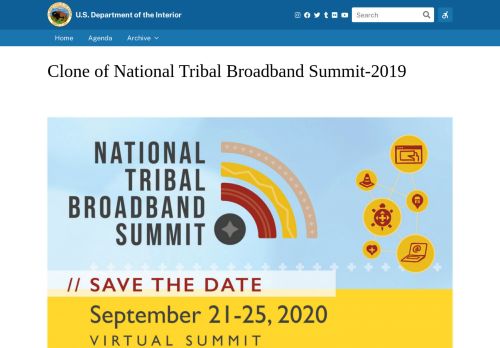 U.S. Department of the Interior
Search
Home
Agenda
Archive
Clone of National Tribal Broadband Summit-2019
NATIONAL
TRIBAL
BROADBAND
SUMMIT
// SAVE THE DATE
September 21-25, 2020
VIRTUAL SUMMIT